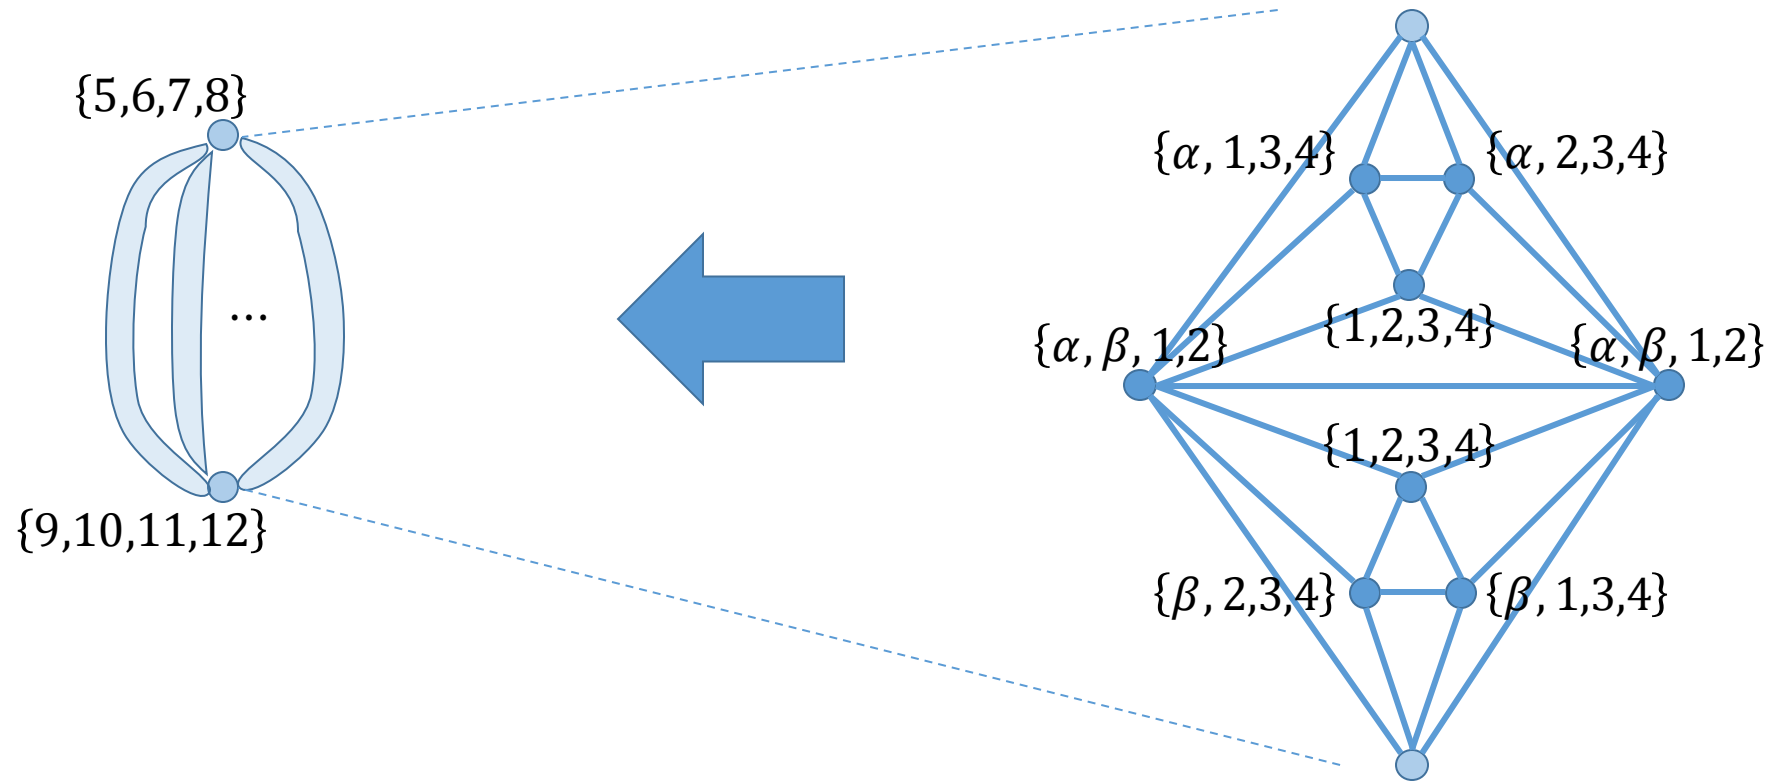 {5,6,7,8}
...
{9,10,11,12}
{α, 1,3,4}
{α, 2,3,4}
{1,2,3,4}
{α, β, 1,2}
{α, β, 1,2}
{1,2,3,4}
{β, 2,3,4}
{β, 1,3,4}